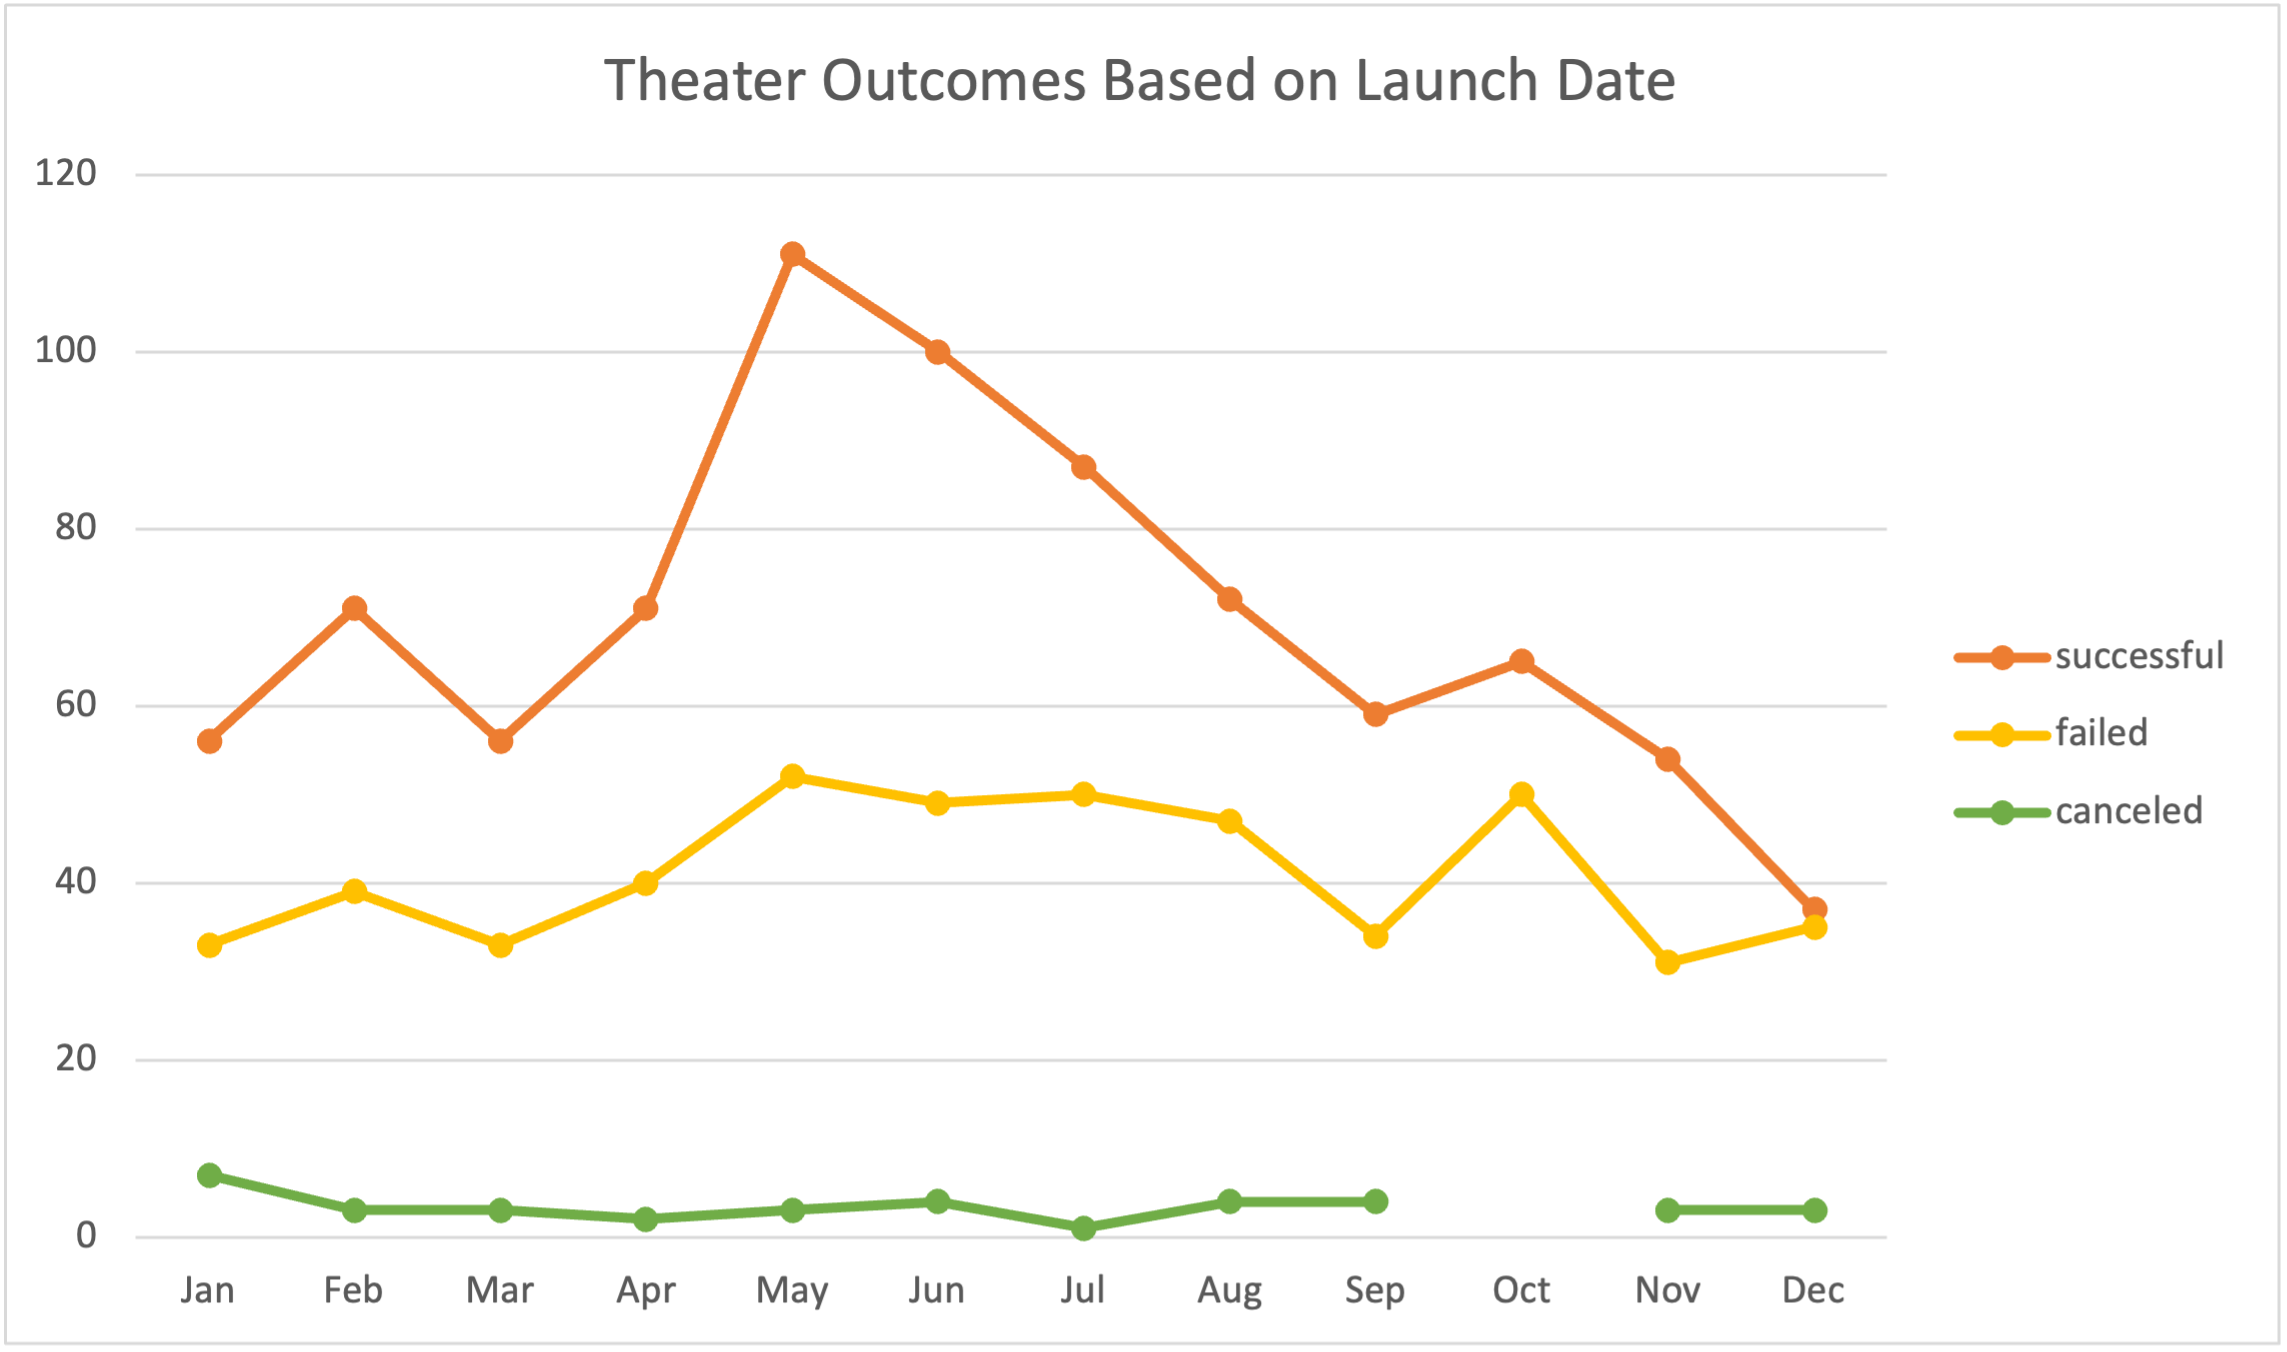 Theater Outcomes Based on Launch Date
120
100
80
60
40
20
0
Jan Feb Mar Apr May Jun Jul Aug Sep Oct Nov Dec
successful
failed
canceled